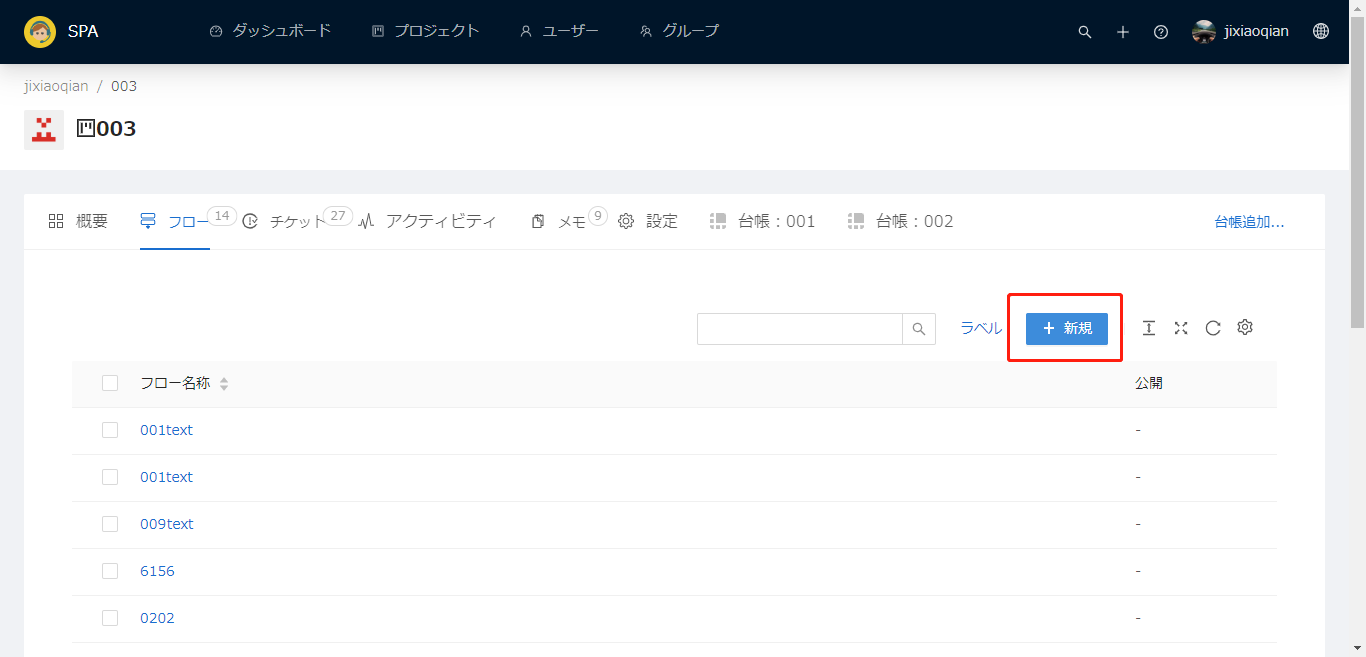 SPA ダッシュボード プロジェクト ユーザー グループ jixiaoqian
jixiaoqian / 003
003
概要 フロー 14 チケット 27 アクティビティ メモ 9 設定 台帳：001 台帳：002 台帳追加...
ラベル + 新規
フロー名称 公開
001text -
001text -
009text -
6156 -
0202 -